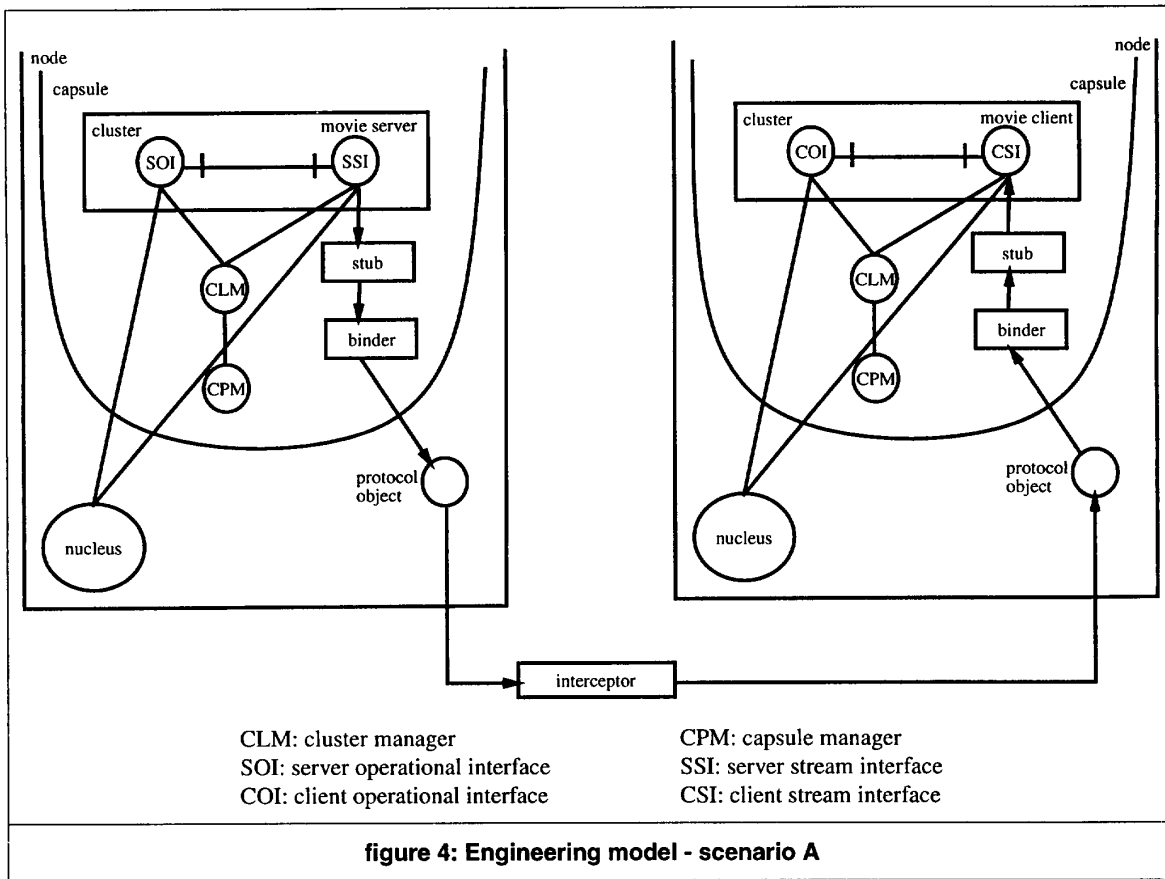 node
capsule
cluster
movie server
SOI
SSI
stub
CLM
binder
CPM
protocol
object
nucleus
node
capsule
cluster
movie client
COI
CSI
stub
CLM
binder
CPM
protocol
object
nucleus
interceptor
CLM: cluster manager
CPM: capsule manager
SOI: server operational interface
SSI: server stream interface
COI: client operational interface
CSI: client stream interface
figure 4: Engineering model - scenario A